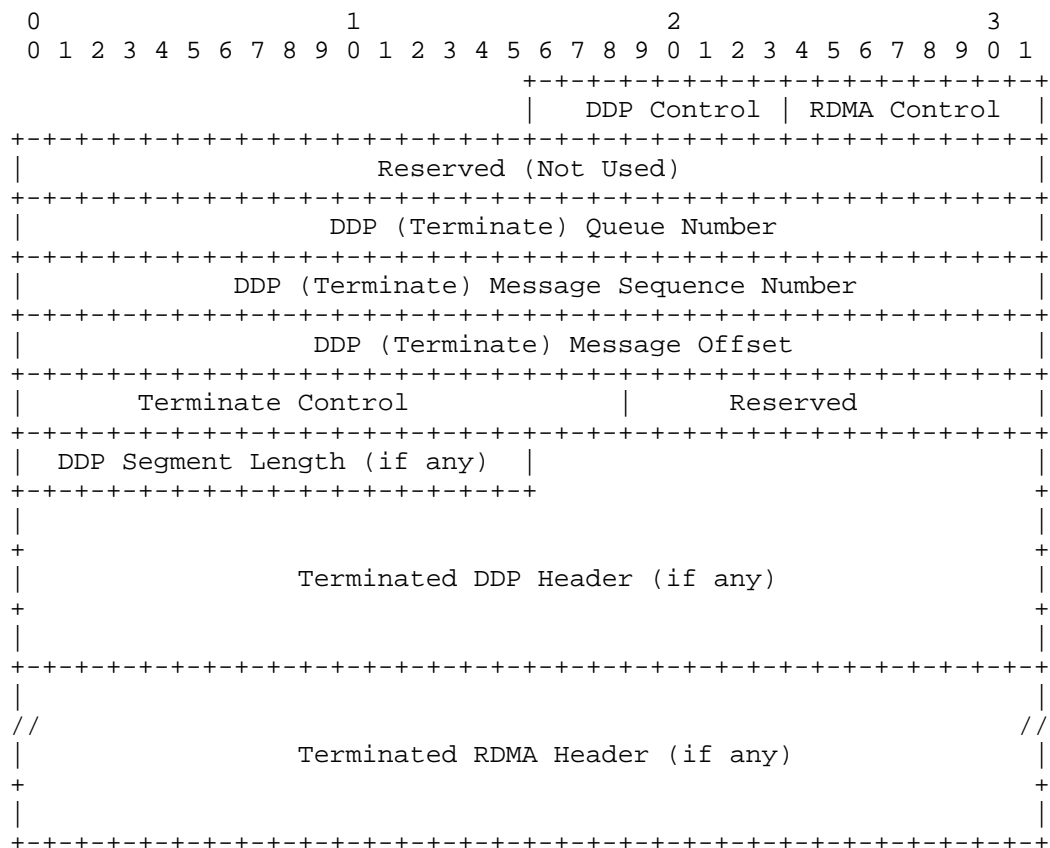 0                   1                   2                   3
 0 1 2 3 4 5 6 7 8 9 0 1 2 3 4 5 6 7 8 9 0 1 2 3 4 5 6 7 8 9 0 1
                                +-+-+-+-+-+-+-+-+-+-+-+-+-+-+-+-+
                                |   DDP Control | RDMA Control  |
+-+-+-+-+-+-+-+-+-+-+-+-+-+-+-+-+-+-+-+-+-+-+-+-+-+-+-+-+-+-+-+-+
|                      Reserved (Not Used)                      |
+-+-+-+-+-+-+-+-+-+-+-+-+-+-+-+-+-+-+-+-+-+-+-+-+-+-+-+-+-+-+-+-+
|                   DDP (Terminate) Queue Number                |
+-+-+-+-+-+-+-+-+-+-+-+-+-+-+-+-+-+-+-+-+-+-+-+-+-+-+-+-+-+-+-+-+
|             DDP (Terminate) Message Sequence Number           |
+-+-+-+-+-+-+-+-+-+-+-+-+-+-+-+-+-+-+-+-+-+-+-+-+-+-+-+-+-+-+-+-+
|                  DDP (Terminate) Message Offset               |
+-+-+-+-+-+-+-+-+-+-+-+-+-+-+-+-+-+-+-+-+-+-+-+-+-+-+-+-+-+-+-+-+
|       Terminate Control             |      Reserved           |
+-+-+-+-+-+-+-+-+-+-+-+-+-+-+-+-+-+-+-+-+-+-+-+-+-+-+-+-+-+-+-+-+
|  DDP Segment Length (if any)  |                               |
+-+-+-+-+-+-+-+-+-+-+-+-+-+-+-+-+                               +
|                                                               |
+                                                               +
|                 Terminated DDP Header (if any)                |
+                                                               +
|                                                               |
+-+-+-+-+-+-+-+-+-+-+-+-+-+-+-+-+-+-+-+-+-+-+-+-+-+-+-+-+-+-+-+-+
|                                                               |
//                                                             //
|                 Terminated RDMA Header (if any)               |
+                                                               +
|                                                               |
+-+-+-+-+-+-+-+-+-+-+-+-+-+-+-+-+-+-+-+-+-+-+-+-+-+-+-+-+-+-+-+-+